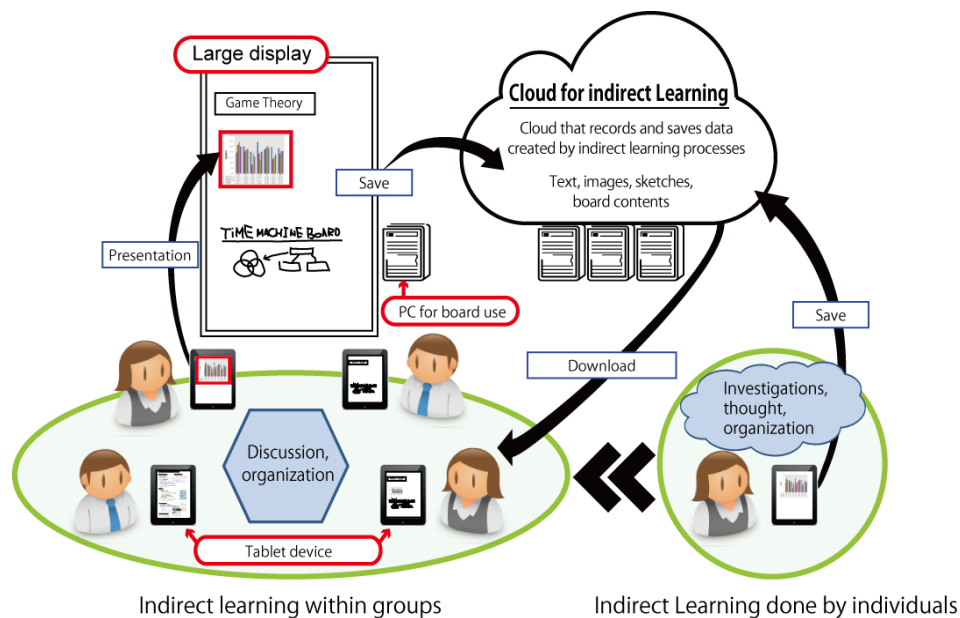 Large display
Game Theory
TiME MACHINE BOARD
Presentation
Save
PC for board use
Cloud for indirect Learning
Cloud that records and saves data
created by indirect learning processes
Text, images, sketches,
board contents
Download
Save
Investigations,
thought,
organization
Discussion,
organization
Tablet device
Indirect learning within groups
Indirect Learning done by individuals